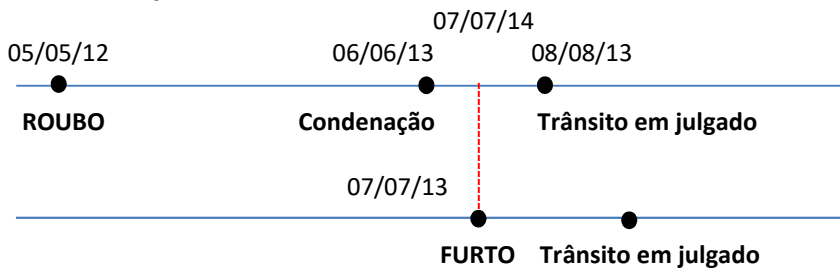 07/07/14
05/05/12 06/06/13 08/08/13
ROUBO Condenação Trânsito em julgado
07/07/13
FURTO Trânsito em julgado